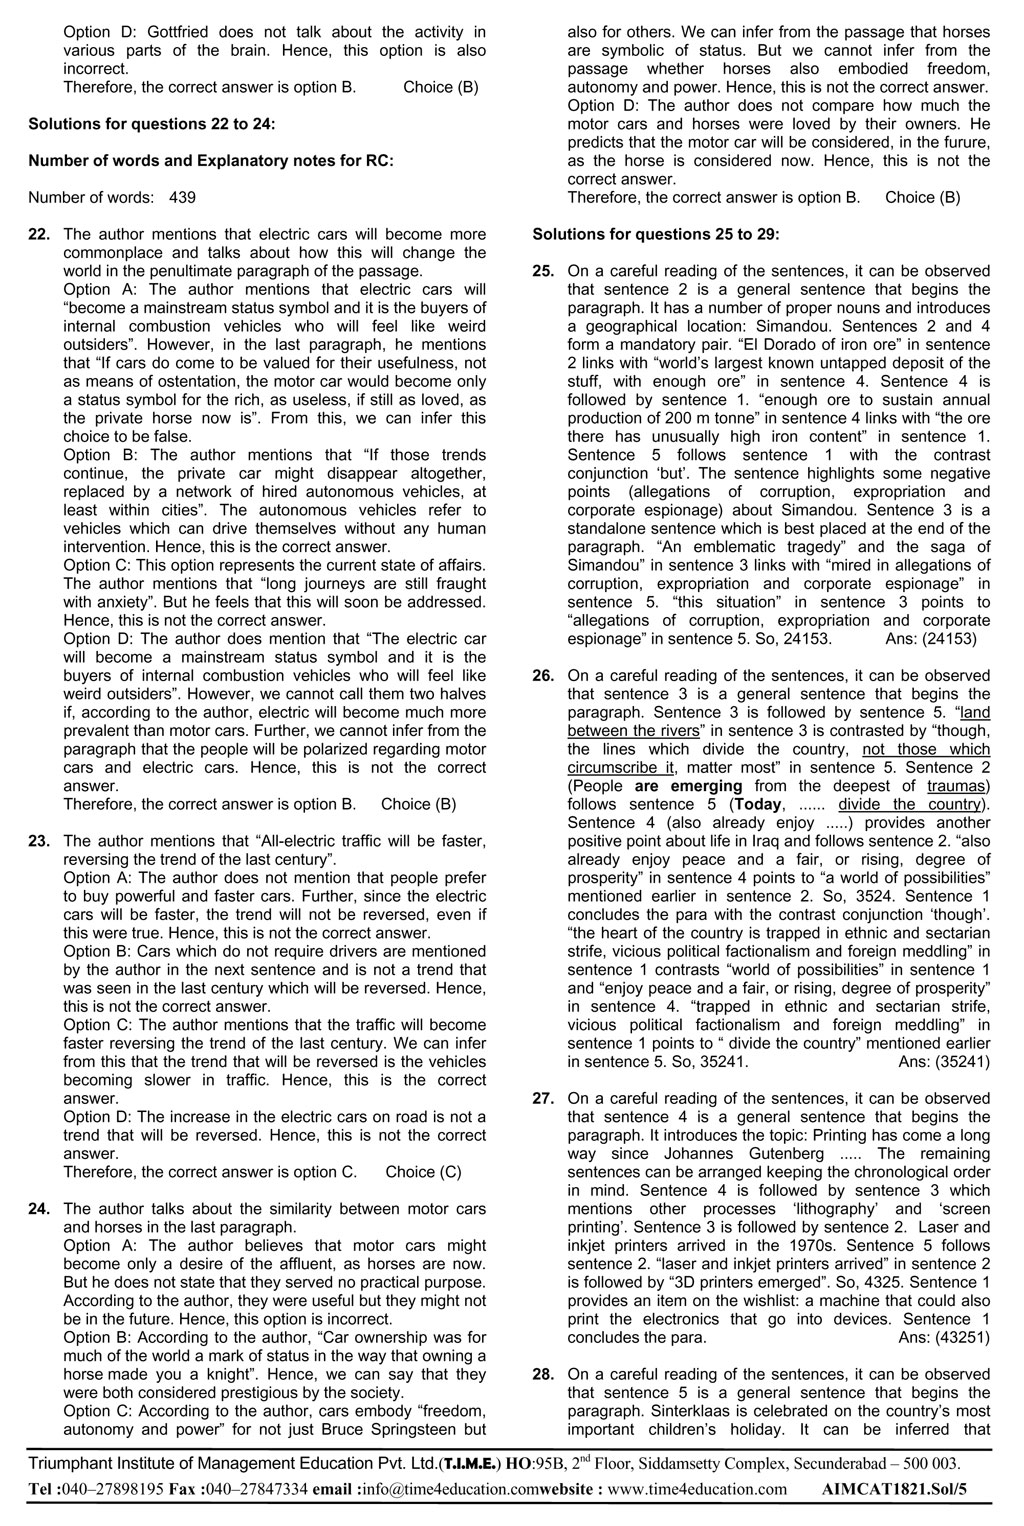 Option D: Gottfried does not talk about the activity in
various parts of the brain. Hence, this option is also
incorrect.
Therefore, the correct answer is option B. Choice (B)
Solutions for questions 22 to 24:
Number of words and Explanatory notes for RC:
Number of words: 439
22. The author mentions that electric cars will become more
commonplace and talks about how this will change the
world in the penultimate paragraph of the passage.
Option A: The author mentions that electric cars will
“become a mainstream status symbol and it is the buyers of
internal combustion vehicles who will feel like weird
outsiders”. However, in the last paragraph, he mentions
that “If cars do come to be valued for their usefulness, not
as means of ostentation, the motor car would become only
a status symbol for the rich, as useless, if still as loved, as
the private horse now is”. From this, we can infer this
choice to be false.
Option B: The author mentions that “If those trends
continue, the private car might disappear altogether,
replaced by a network of hired autonomous vehicles, at
least within cities”. The autonomous vehicles refer to
vehicles which can drive themselves without any human
intervention. Hence, this is the correct answer.
Option C: This option represents the current state of affairs.
The author mentions that “long journeys are still fraught
with anxiety”. But he feels that this will soon be addressed.
Hence, this is not the correct answer.
Option D: The author does mention that “The electric car
will become a mainstream status symbol and it is the
buyers of internal combustion vehicles who will feel like
weird outsiders”. However, we cannot call them two halves
if, according to the author, electric will become much more
prevalent than motor cars. Further, we cannot infer from the
paragraph that the people will be polarized regarding motor
cars and electric cars. Hence, this is not the correct
answer.
Therefore, the correct answer is option B. Choice (B)
23. The author mentions that “All-electric traffic will be faster,
reversing the trend of the last century”.
Option A: The author does not mention that people prefer
to buy powerful and faster cars. Further, since the electric
cars will be faster, the trend will not be reversed, even if
this were true. Hence, this is not the correct answer.
Option B: Cars which do not require drivers are mentioned
by the author in the next sentence and is not a trend that
was seen in the last century which will be reversed. Hence,
this is not the correct answer.
Option C: The author mentions that the traffic will become
faster reversing the trend of the last century. We can infer
from this that the trend that will be reversed is the vehicles
becoming slower in traffic. Hence, this is the correct
answer.
Option D: The increase in the electric cars on road is not a
trend that will be reversed. Hence, this is not the correct
answer.
Therefore, the correct answer is option C. Choice (C)
24. The author talks about the similarity between motor cars
and horses in the last paragraph.
Option A: The author believes that motor cars might
become only a desire of the affluent, as horses are now.
But he does not state that they served no practical purpose.
According to the author, they were useful but they might not
be in the future. Hence, this option is incorrect.
Option B: According to the author, “Car ownership was for
much of the world a mark of status in the way that owning a
horse made you a knight”. Hence, we can say that they
were both considered prestigious by the society.
Option C: According to the author, cars embody “freedom,
autonomy and power” for not just Bruce Springsteen but
also for others. We can infer from the passage that horses
are symbolic of status. But we cannot infer from the
passage whether horses also embodied freedom,
autonomy and power. Hence, this is not the correct answer.
Option D: The author does not compare how much the
motor cars and horses were loved by their owners. He
predicts that the motor car will be considered, in the furure,
as the horse is considered now. Hence, this is not the
correct answer.
Therefore, the correct answer is option B. Choice (B)
Solutions for questions 25 to 29:
25. On a careful reading of the sentences, it can be observed
that sentence 2 is a general sentence that begins the
paragraph. It has a number of proper nouns and introduces
a geographical location: Simandou. Sentences 2 and 4
form a mandatory pair. “El Dorado of iron ore” in sentence
2 links with “world’s largest known untapped deposit of the
stuff, with enough ore” in sentence 4. Sentence 4 is
followed by sentence 1. “enough ore to sustain annual
production of 200 m tonne” in sentence 4 links with “the ore
there has unusually high iron content” in sentence 1.
Sentence 5 follows sentence 1 with the contrast
conjunction ‘but’. The sentence highlights some negative
points (allegations of corruption, expropriation and
corporate espionage) about Simandou. Sentence 3 is a
standalone sentence which is best placed at the end of the
paragraph. “An emblematic tragedy” and the saga of
Simandou” in sentence 3 links with “mired in allegations of
corruption, expropriation and corporate espionage” in
sentence 5. “this situation” in sentence 3 points to
“allegations of corruption, expropriation and corporate
espionage” in sentence 5. So, 24153. Ans: (24153)
26. On a careful reading of the sentences, it can be observed
that sentence 3 is a general sentence that begins the
paragraph. Sentence 3 is followed by sentence 5. “land
between the rivers” in sentence 3 is contrasted by “though,
the lines which divide the country, not those which
circumscribe it, matter most” in sentence 5. Sentence 2
(People are emerging from the deepest of traumas)
follows sentence 5 (Today, ...... divide the country).
Sentence 4 (also already enjoy .....) provides another
positive point about life in Iraq and follows sentence 2. “also
already enjoy peace and a fair, or rising, degree of
prosperity” in sentence 4 points to “a world of possibilities”
mentioned earlier in sentence 2. So, 3524. Sentence 1
concludes the para with the contrast conjunction ‘though’.
“the heart of the country is trapped in ethnic and sectarian
strife, vicious political factionalism and foreign meddling” in
sentence 1 contrasts “world of possibilities” in sentence 1
and “enjoy peace and a fair, or rising, degree of prosperity”
in sentence 4. “trapped in ethnic and sectarian strife,
vicious political factionalism and foreign meddling” in
sentence 1 points to “ divide the country” mentioned earlier
in sentence 5. So, 35241. Ans: (35241)
27. On a careful reading of the sentences, it can be observed
that sentence 4 is a general sentence that begins the
paragraph. It introduces the topic: Printing has come a long
way since Johannes Gutenberg ..... The remaining
sentences can be arranged keeping the chronological order
in mind. Sentence 4 is followed by sentence 3 which
mentions other processes ‘lithography’ and ‘screen
printing’. Sentence 3 is followed by sentence 2. Laser and
inkjet printers arrived in the 1970s. Sentence 5 follows
sentence 2. “laser and inkjet printers arrived” in sentence 2
is followed by “3D printers emerged”. So, 4325. Sentence 1
provides an item on the wishlist: a machine that could also
print the electronics that go into devices. Sentence 1
concludes the para. Ans: (43251)
28. On a careful reading of the sentences, it can be observed
that sentence 5 is a general sentence that begins the
paragraph. Sinterklaas is celebrated on the country’s most
important children’s holiday. It can be inferred that
Triumphant Institute of Management Education Pvt. Ltd.(T.I.M.E.) HO:95B, 2nd Floor, Siddamsetty Complex, Secunderabad – 500 003.
Tel :040–27898195 Fax :040–27847334 email :info@time4education.comwebsite : www.time4education.com AIMCAT1821.Sol/5